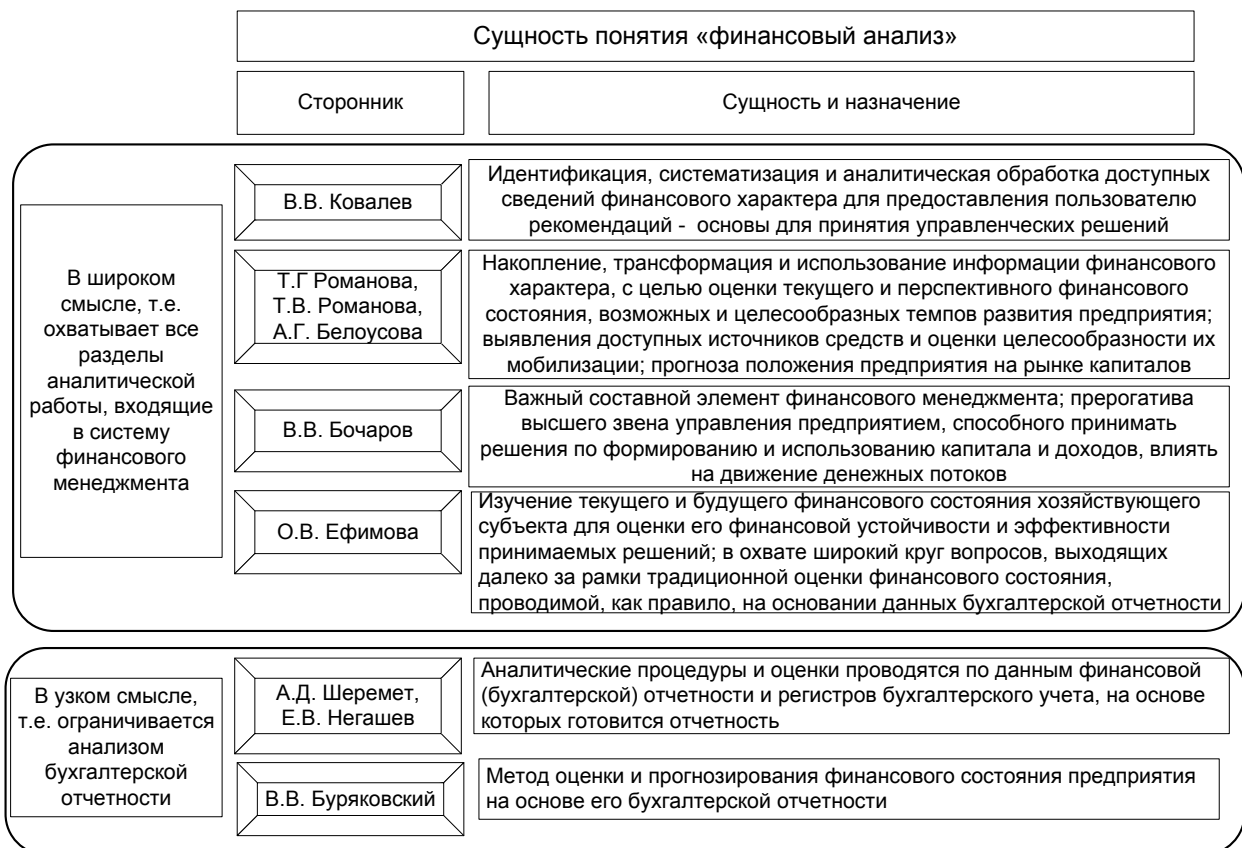 Сущность понятия «финансовый анализ»
Сторонник
Сущность и назначение
В широком
смысле, т.е.
охватывает все
разделы
аналитической
работы, входящие
в систему
финансового
менеджмента
В.В. Ковалев
Идентификация, систематизация и аналитическая обработка доступных
сведений финансового характера для предоставления пользователю
рекомендаций - основы для принятия управленческих решений
Т.Г Романова,
Т.В. Романова,
А.Г. Белоусова
Накопление, трансформация и использование информации финансового
характера, с целью оценки текущего и перспективного финансового
состояния, возможных и целесообразных темпов развития предприятия;
выявления доступных источников средств и оценки целесообразности их
мобилизации; прогноза положения предприятия на рынке капиталов
В.В. Бочаров
Важный составной элемент финансового менеджмента; прерогатива
высшего звена управления предприятием, способного принимать
решения по формированию и использованию капитала и доходов, влиять
на движение денежных потоков
О.В. Ефимова
Изучение текущего и будущего финансового состояния хозяйствующего
субъекта для оценки его финансовой устойчивости и эффективности
принимаемых решений; в охвате широкий круг вопросов, выходящих
далеко за рамки традиционной оценки финансового состояния,
проводимой, как правило, на основании данных бухгалтерской отчетности
В узком смысле,
т.е. ограничивается
анализом
бухгалтерской
отчетности
А.Д. Шеремет,
Е.В. Негашев
Аналитические процедуры и оценки проводятся по данным финансовой
(бухгалтерской) отчетности и регистров бухгалтерского учета, на основе
которых готовится отчетность
В.В. Буряковский
Метод оценки и прогнозирования финансового состояния предприятия
на основе его бухгалтерской отчетности